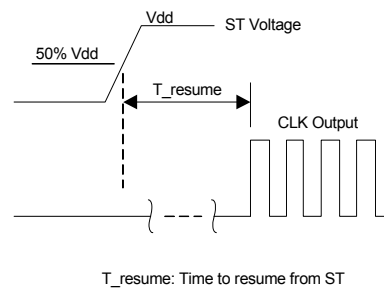 Vdd
ST Voltage
50% Vdd
T_resume
CLK Output
T_resume: Time to resume from ST